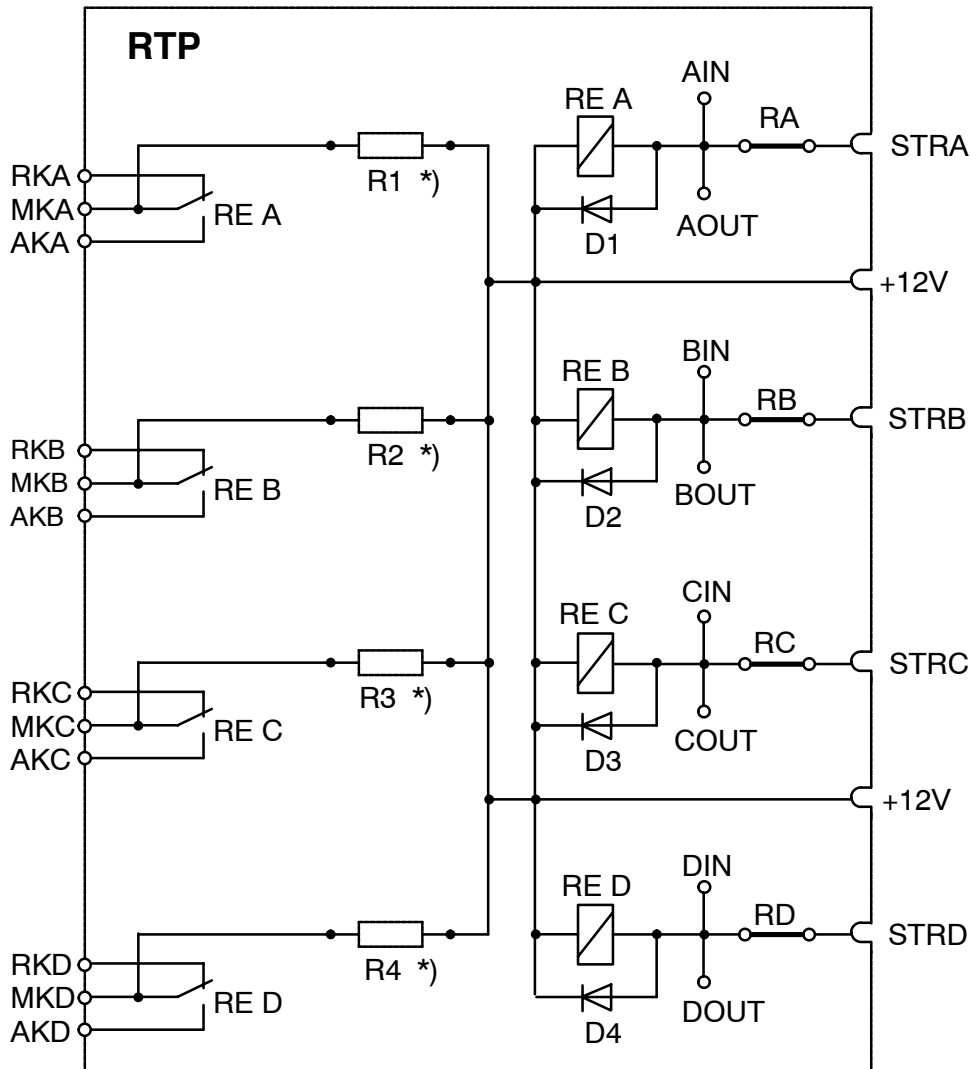 RTP
AIN
RE A
RA
STRA
R1 *)
RKA
MKA
RE A
AKA
D1
AOUT
+12V
BIN
RE B
RB
STRB
R2 *)
RKB
MKB
RE B
AKB
D2
BOUT
CIN
RE C
RC
STRC
R3 *)
RKC
MKC
RE C
AKC
D3
COUT
+12V
DIN
RE D
RD
STRD
R4 *)
RKD
MKD
RE D
AKD
D4
DOUT